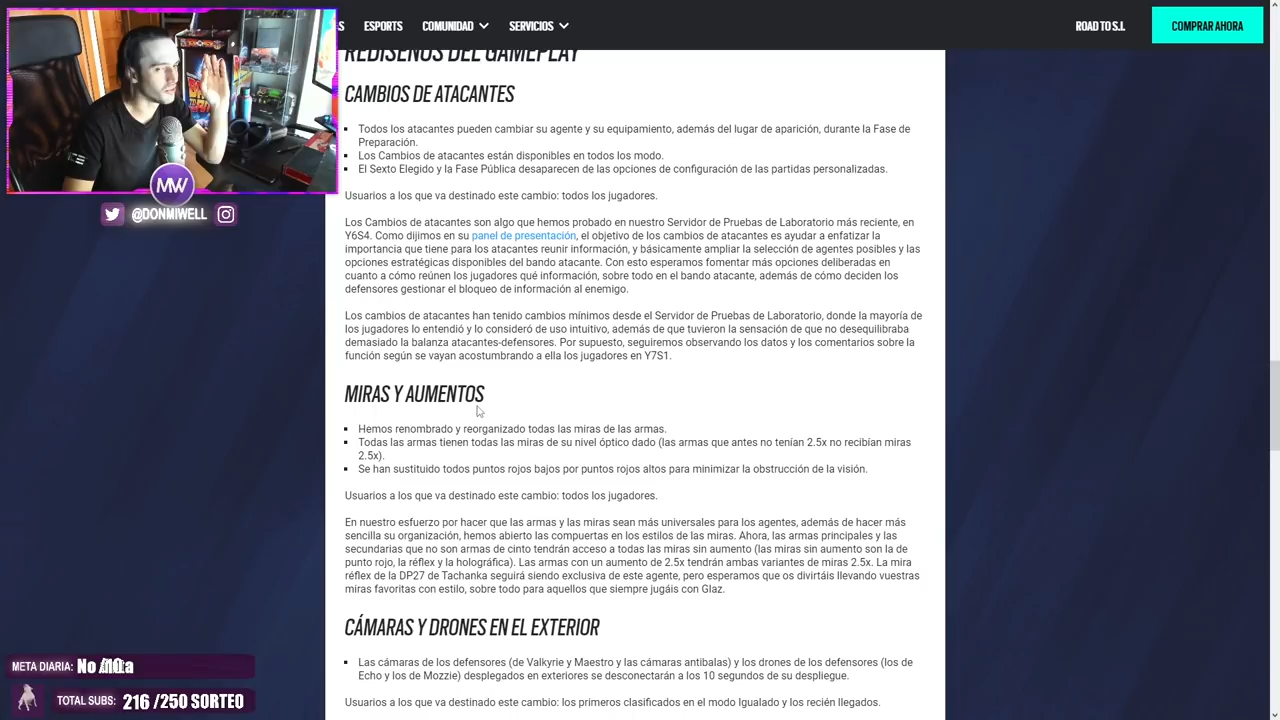 S ESPORTS COMUNIDAD SERVICIOS ROAD TO S.I. COMPRAR AHORA
REDISEÑOS DEL GAMEPLAY
CAMBIOS DE ATACANTES
Todos los atacantes pueden cambiar su agente y su equipamiento, además del lugar de aparición, durante la Fase de
Preparación.
Los Cambios de atacantes están disponibles en todos los modo.
El Sexto Elegido y la Fase Pública desaparecen de las opciones de configuración de las partidas personalizadas.
MW
@DONMIWELL
Usuarios a los que va destinado este cambio: todos los jugadores.
Los Cambios de atacantes son algo que hemos probado en nuestro Servidor de Pruebas de Laboratorio más reciente, en
Y6S4. Como dijimos en su panel de presentación, el objetivo de los cambios de atacantes es ayudar a enfatizar la
importancia que tiene para los atacantes reunir información, y básicamente ampliar la selección de agentes posibles y las
opciones estratégicas disponibles del bando atacante. Con esto esperamos fomentar más opciones deliberadas en
cuanto a cómo reúnen los jugadores qué información, sobre todo en el bando atacante, además de cómo deciden los
defensores gestionar el bloqueo de información al enemigo.
Los cambios de atacantes han tenido cambios mínimos desde el Servidor de Pruebas de Laboratorio, donde la mayoría de
los jugadores lo entendió y lo consideró de uso intuitivo, además de que tuvieron la sensación de que no desequilibraba
demasiado la balanza atacantes-defensores. Por supuesto, seguiremos observando los datos y los comentarios sobre la
función según se vayan acostumbrando a ella los jugadores en Y7S1.
MIRAS Y AUMENTOS
Hemos renombrado y reorganizado todas las miras de las armas.
Todas las armas tienen todas las miras de su nivel óptico dado (las armas que antes no tenían 2.5x no recibían miras
2.5x).
Se han sustituido todos puntos rojos bajos por puntos rojos altos para minimizar la obstrucción de la visión.
Usuarios a los que va destinado este cambio: todos los jugadores.
En nuestro esfuerzo por hacer que las armas y las miras sean más universales para los agentes, además de hacer más
sencilla su organización, hemos abierto las compuertas en los estilos de las miras. Ahora, las armas principales y las
secundarias que no son armas de cinto tendrán acceso a todas las miras sin aumento (las miras sin aumento son la de
punto rojo, la réflex y la holográfica). Las armas con un aumento de 2.5x tendrán ambas variantes de miras 2.5x. La mira
réflex de la DP27 de Tachanka seguirá siendo exclusiva de este agente, pero esperamos que os divirtáis llevando vuestras
miras favoritas con estilo, sobre todo para aquellos que siempre jugáis con Glaz.
CÁMARAS Y DRONES EN EL EXTERIOR
Las cámaras de los defensores (de Valkyrie y Maestro y las cámaras antibalas) y los drones de los defensores (los de
Echo y los de Mozzie) desplegados en exteriores se desconectarán a los 10 segundos de su despliegue.
Usuarios a los que va destinado este cambio: los primeros clasificados en el modo Igualado y los recién llegados.
META DIARIA: No
TOTAL SUBS: 216 /250 SORTEO